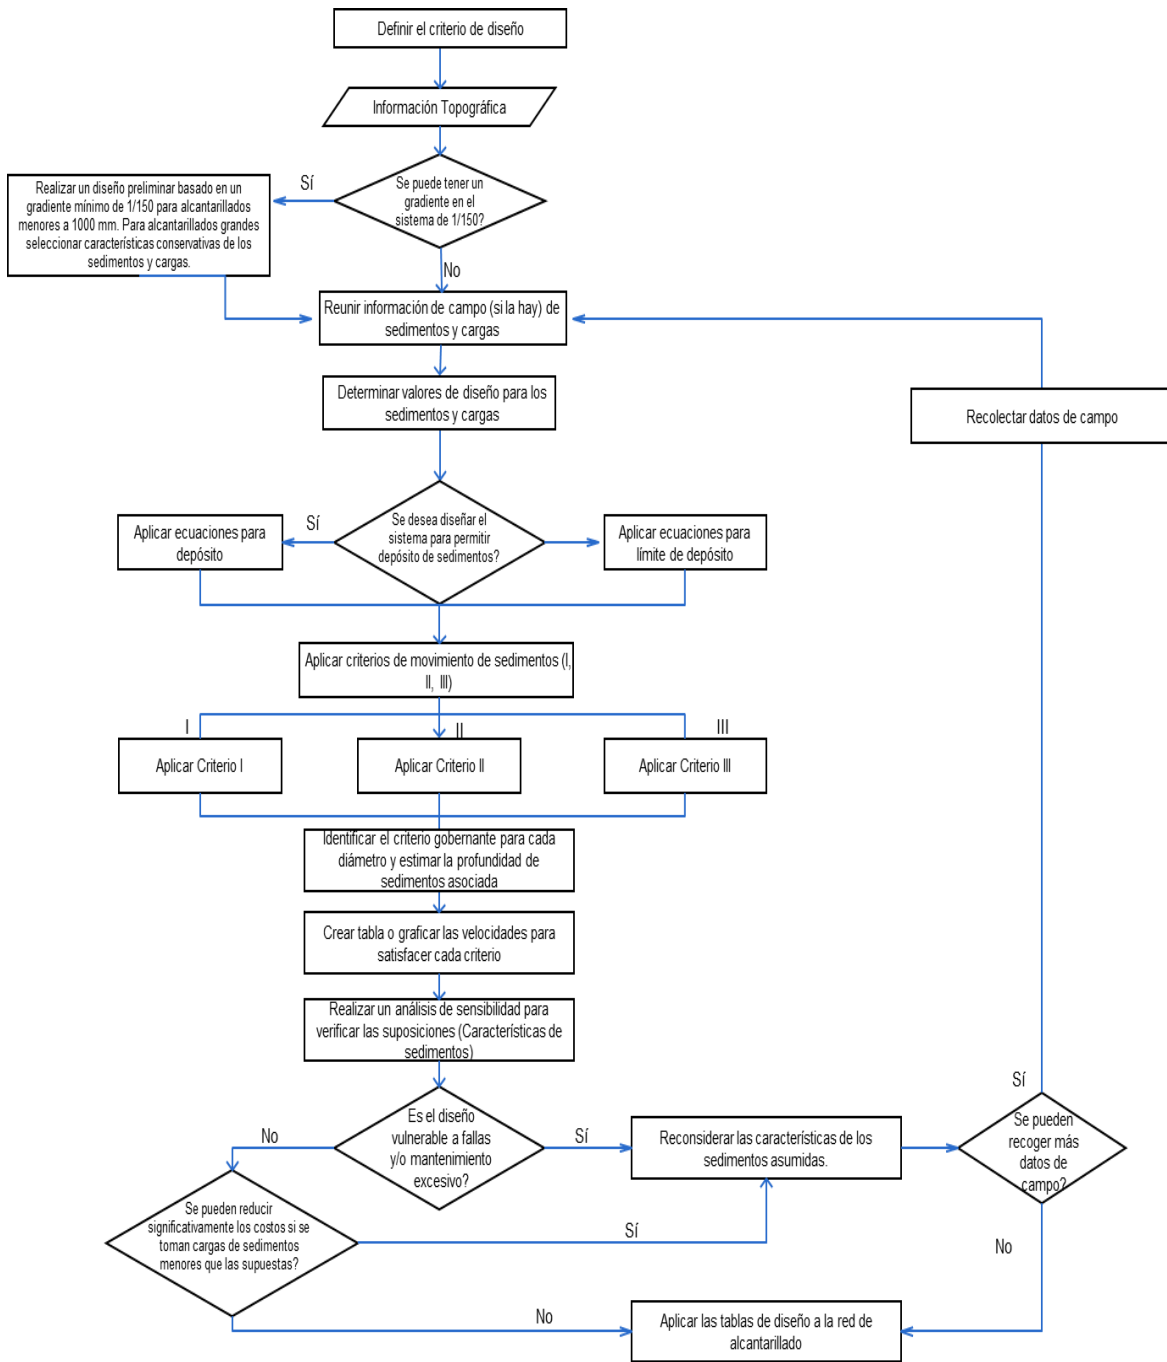 Definir el criterio de diseño
Información Topográfica
Se puede tener un
gradiente en el
sistema de 1/150?
Sí
Realizar un diseño preliminar basado en un
gradiente mínimo de 1/150 para alcantarillados
menores a 1000 mm. Para alcantarillados grandes
seleccionar características conservativas de los
sedimentos y cargas.
No
Reunir información de campo (si la hay) de
sedimentos y cargas
Determinar valores de diseño para los
sedimentos y cargas
Recolectar datos de campo
Se desea diseñar el
sistema para permitir
depósito de sedimentos?
Sí
Aplicar ecuaciones para
depósito
Aplicar ecuaciones para
límite de depósito
Aplicar criterios de movimiento de sedimentos (I,
II, III)
I
II
III
Aplicar Criterio I
Aplicar Criterio II
Aplicar Criterio III
Identificar el criterio gobernante para cada
diámetro y estimar la profundidad de
sedimentos asociada
Crear tabla o graficar las velocidades para
satisfacer cada criterio
Realizar un análisis de sensibilidad para
verificar las suposiciones (Características de
sedimentos)
Es el diseño
vulnerable a fallas
y/o mantenimiento
excesivo?
No
Sí
Reconsiderar las características de los
sedimentos asumidas.
Sí
Se pueden
recoger más
datos de
campo?
Se pueden reducir
significativamente los costos si se
toman cargas de sedimentos
menores que las supuestas?
Sí
No
No
Aplicar las tablas de diseño a la red de
alcantarillado